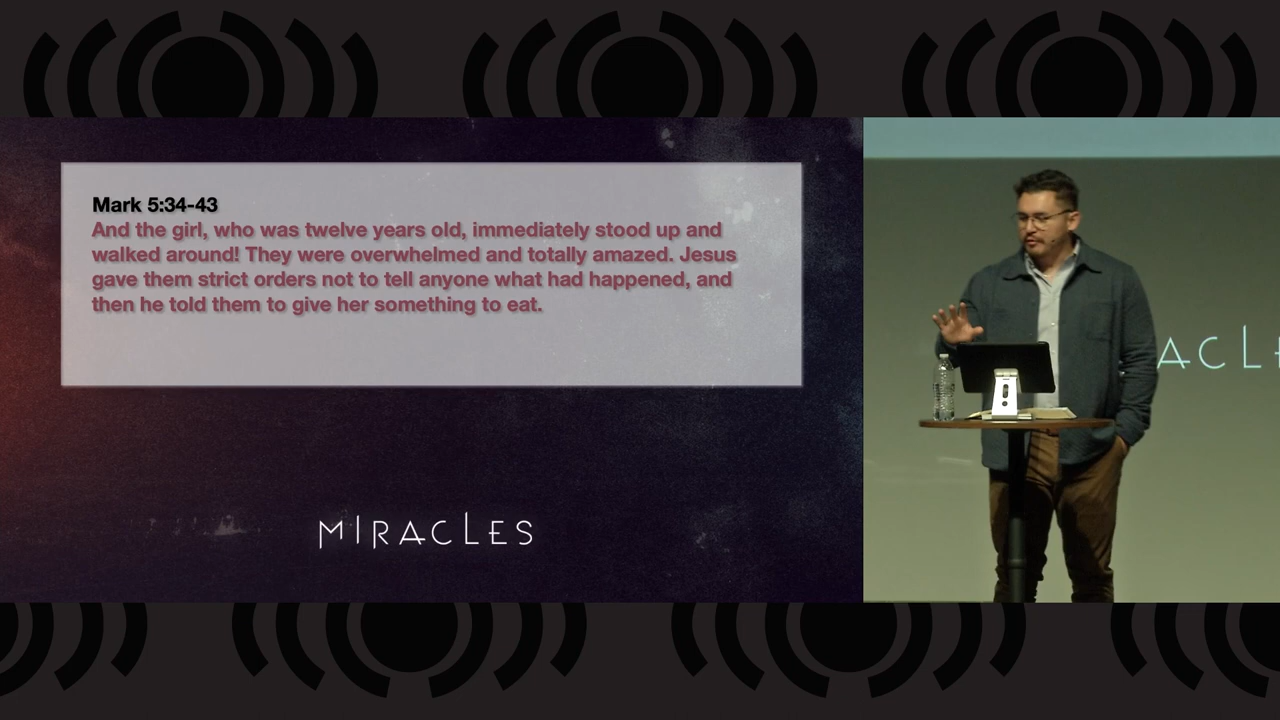 Mark 5:34-43
And the girl, who was twelve years old, immediately stood up and
walked around! They were overwhelmed and totally amazed. Jesus
gave them strict orders not to tell anyone what had happened, and
then he told them to give her something to eat.
MIRACLES
ACLE